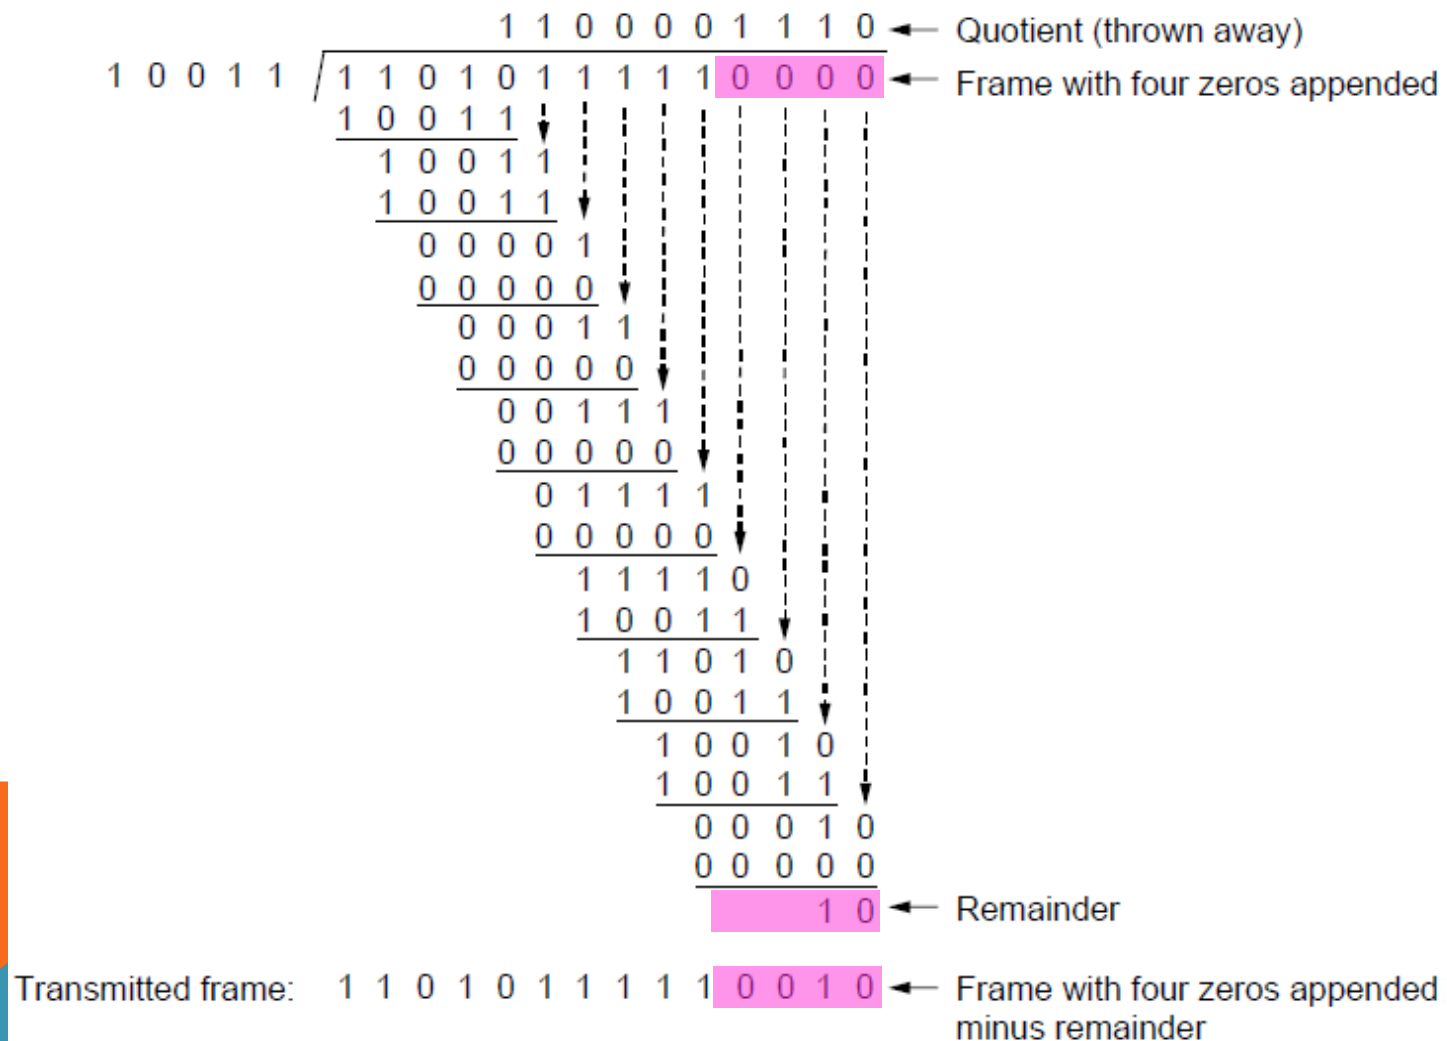 1 1 0 0 0 0 1 1 1 0 Quotient (thrown away)
1 0 0 1 1 1 1 0 1 0 1 1 1 1 1 0 0 0 0 Frame with four zeros appended
1 0 0 1 1
1 0 0 1 1
1 0 0 1 1
0 0 0 0 1
0 0 0 0 0
0 0 0 1 1
0 0 0 0 0
0 0 1 1 1
0 0 0 0 0
0 1 1 1 1
0 0 0 0 0
1 1 1 1 0
1 0 0 1 1
1 1 0 1 0
1 0 0 1 1
1 0 0 1 0
1 0 0 1 1
0 0 0 1 0
0 0 0 0 0
1 0 Remainder
Transmitted frame: 1 1 0 1 0 1 1 1 1 1 0 0 1 0 Frame with four zeros appended
minus remainder